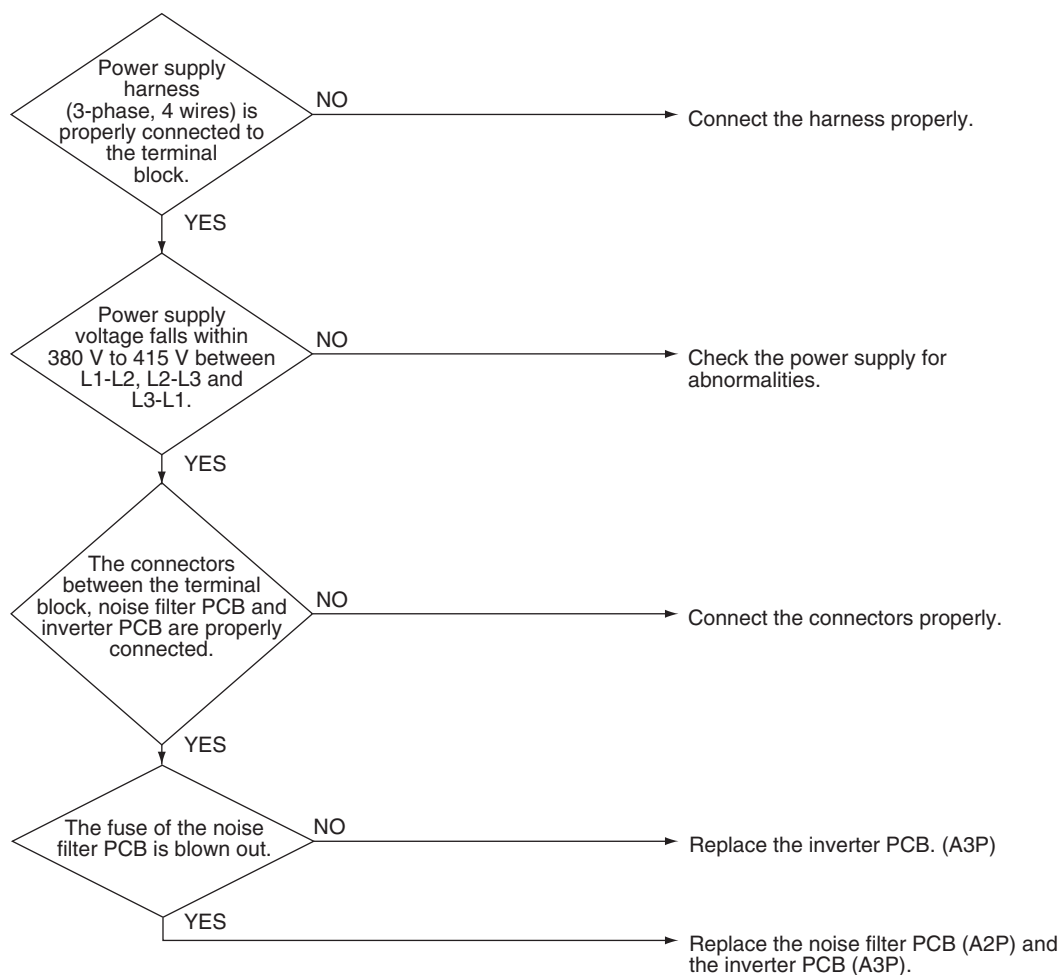 Power supply
harness
(3-phase, 4 wires) is
properly connected to
the terminal
block.
NO
Connect the harness properly.
YES
Power supply
voltage falls within
380 V to 415 V between
L1-L2, L2-L3 and
L3-L1.
NO
Check the power supply for
abnormalities.
YES
The connectors
between the terminal
block, noise filter PCB and
inverter PCB are properly
connected.
NO
Connect the connectors properly.
YES
The fuse of the noise
filter PCB is blown out.
NO
Replace the inverter PCB. (A3P)
YES
Replace the noise filter PCB (A2P) and
the inverter PCB (A3P).